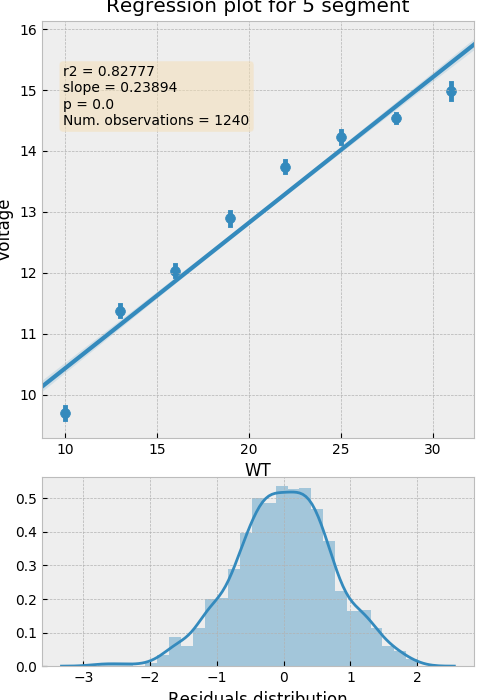 Regression plot for 5 segment
16
15
14
13
12
11
10
r2 = 0.82777
slope = 0.23894
p = 0.0
Num. observations = 1240
voltage
10 15 20 25 30
WT
0.5
0.4
0.3
0.2
0.1
0.0
−3 −2 −1 0 1 2
Residuals distribution